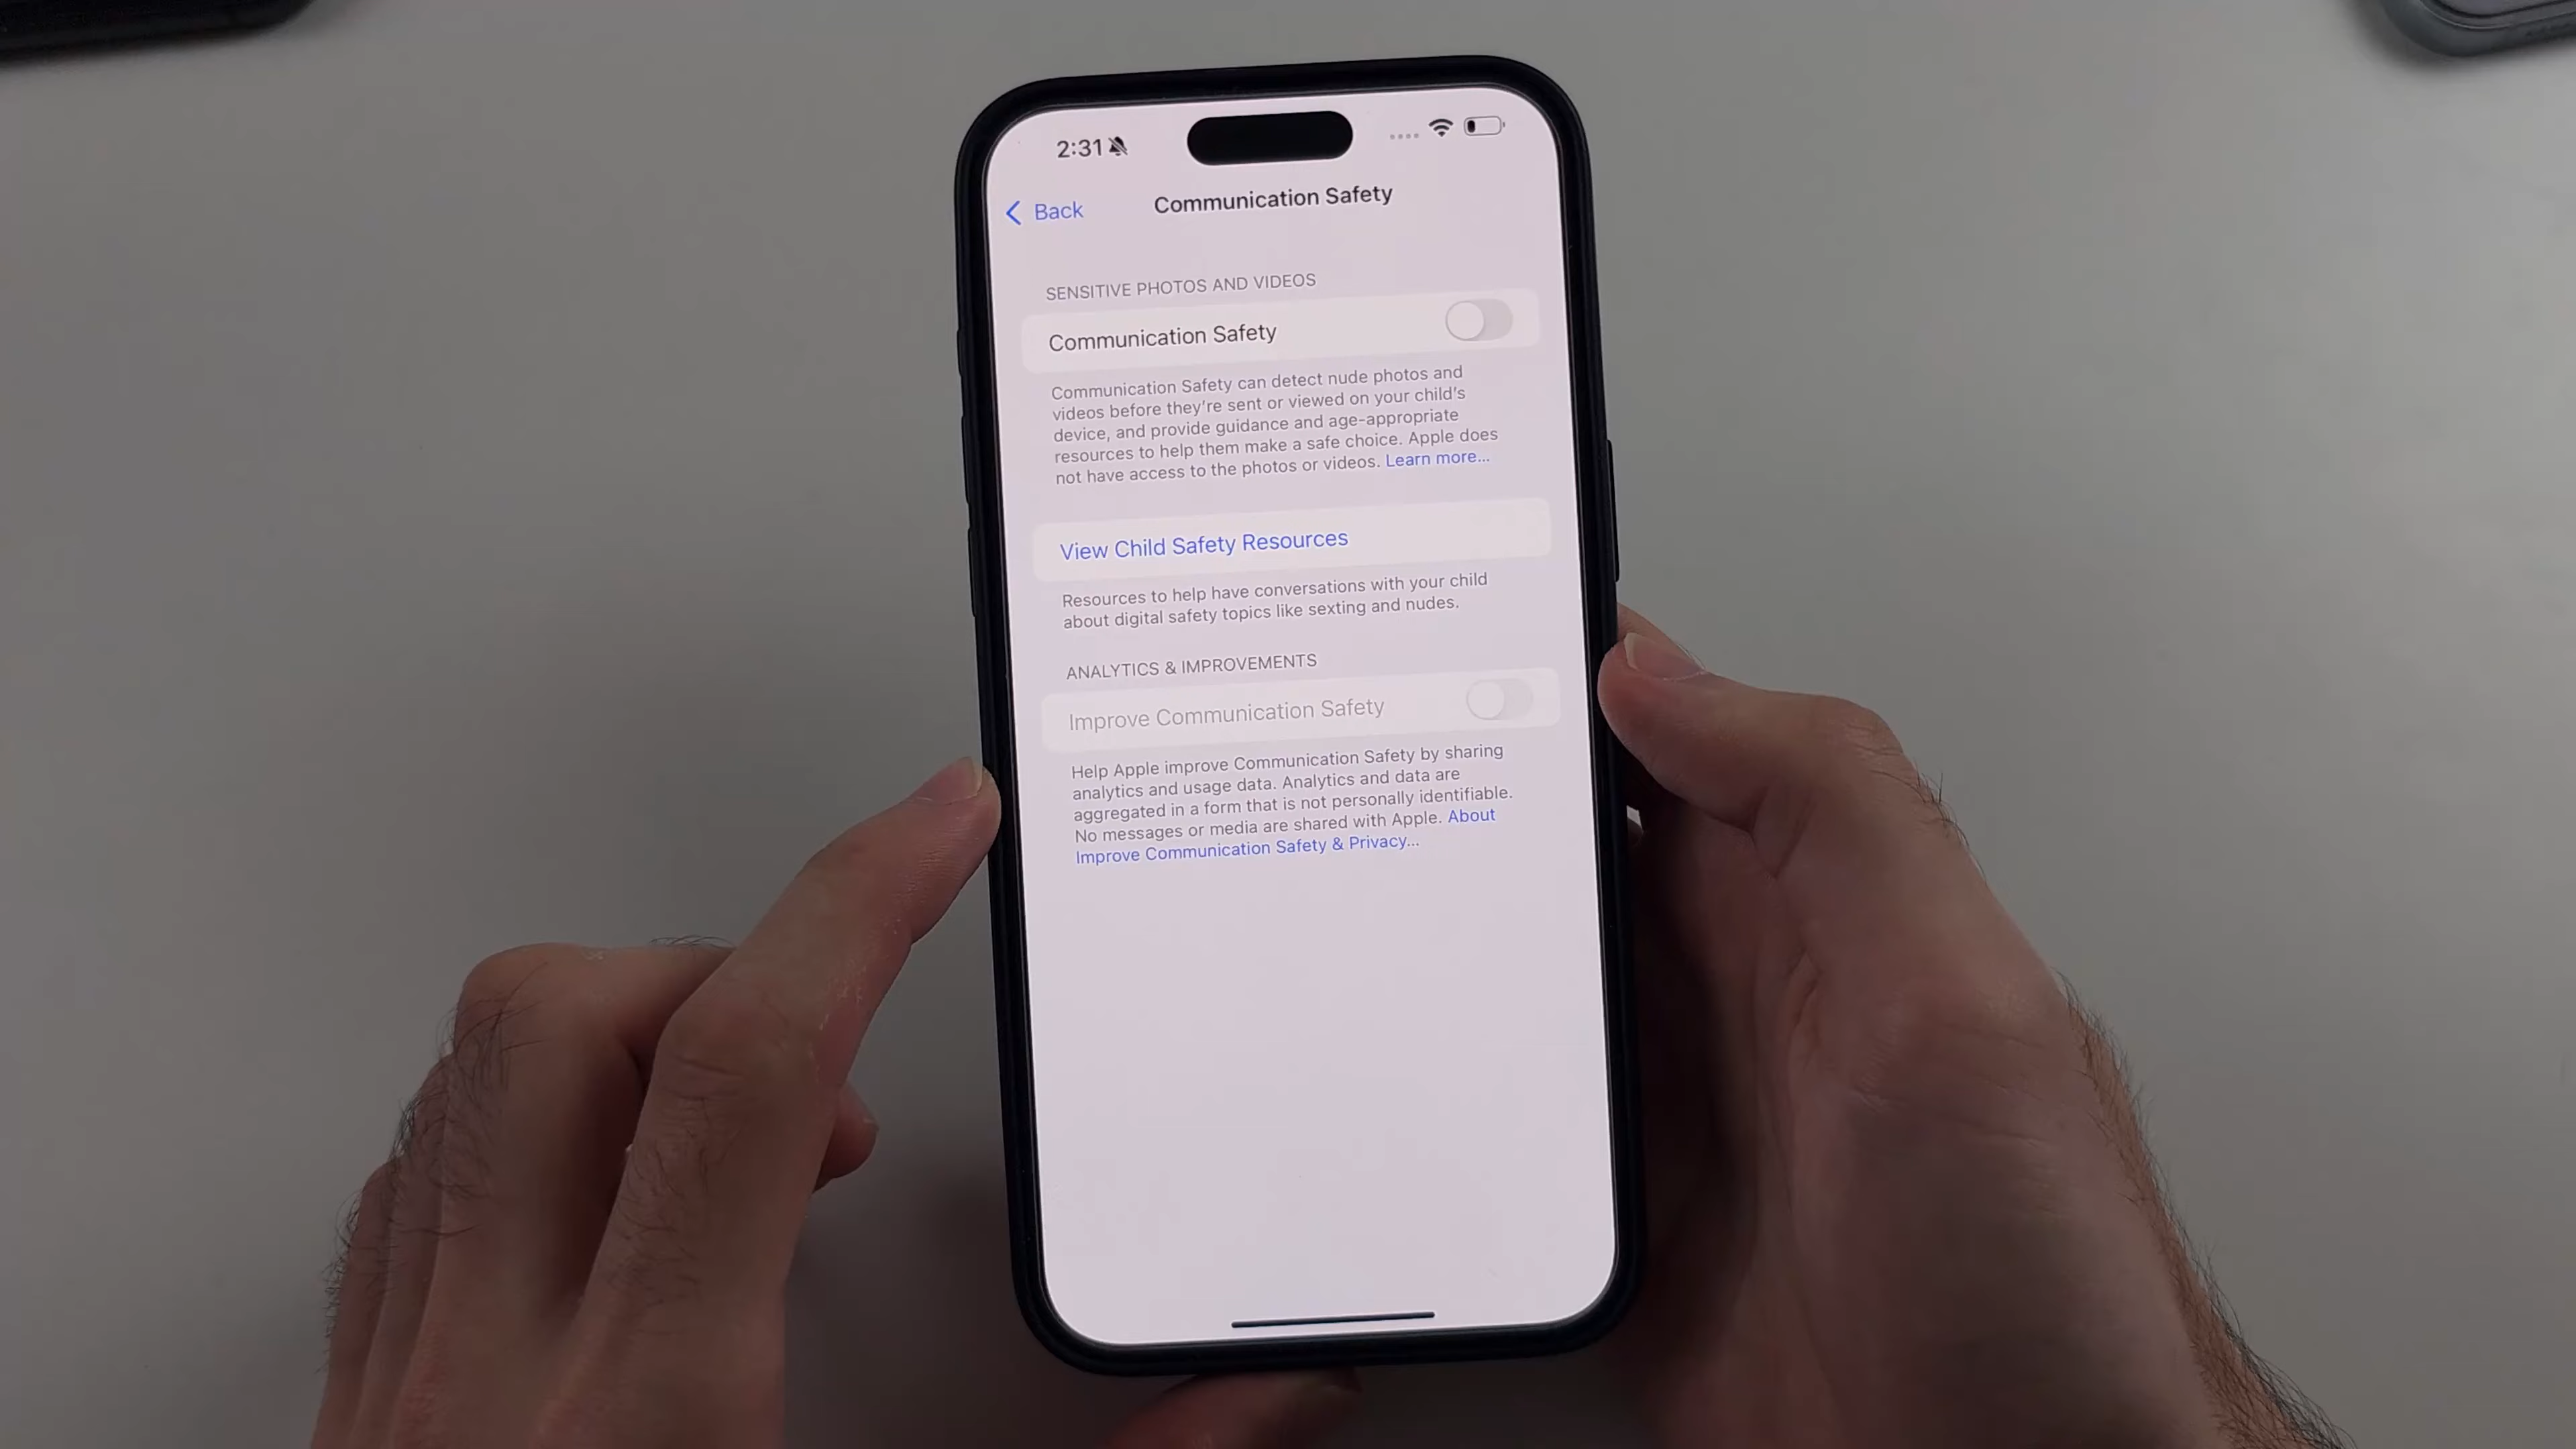 2:31
Back
Communication Safety
SENSITIVE PHOTOS AND VIDEOS
Communication Safety
Communication Safety can detect nude photos and
videos before they're sent or viewed on your child's
device, and provide guidance and age-appropriate
resources to help them make a safe choice. Apple does
not have access to the photos or videos. Learn more...
View Child Safety Resources
Resources to help have conversations with your child
about digital safety topics like sexting and nudes.
ANALYTICS & IMPROVEMENTS
Improve Communication Safety
Help Apple improve Communication Safety by sharing
analytics and usage data. Analytics and data are
aggregated in a form that is not personally identifiable.
No messages or media are shared with Apple. About
Improve Communication Safety & Privacy...